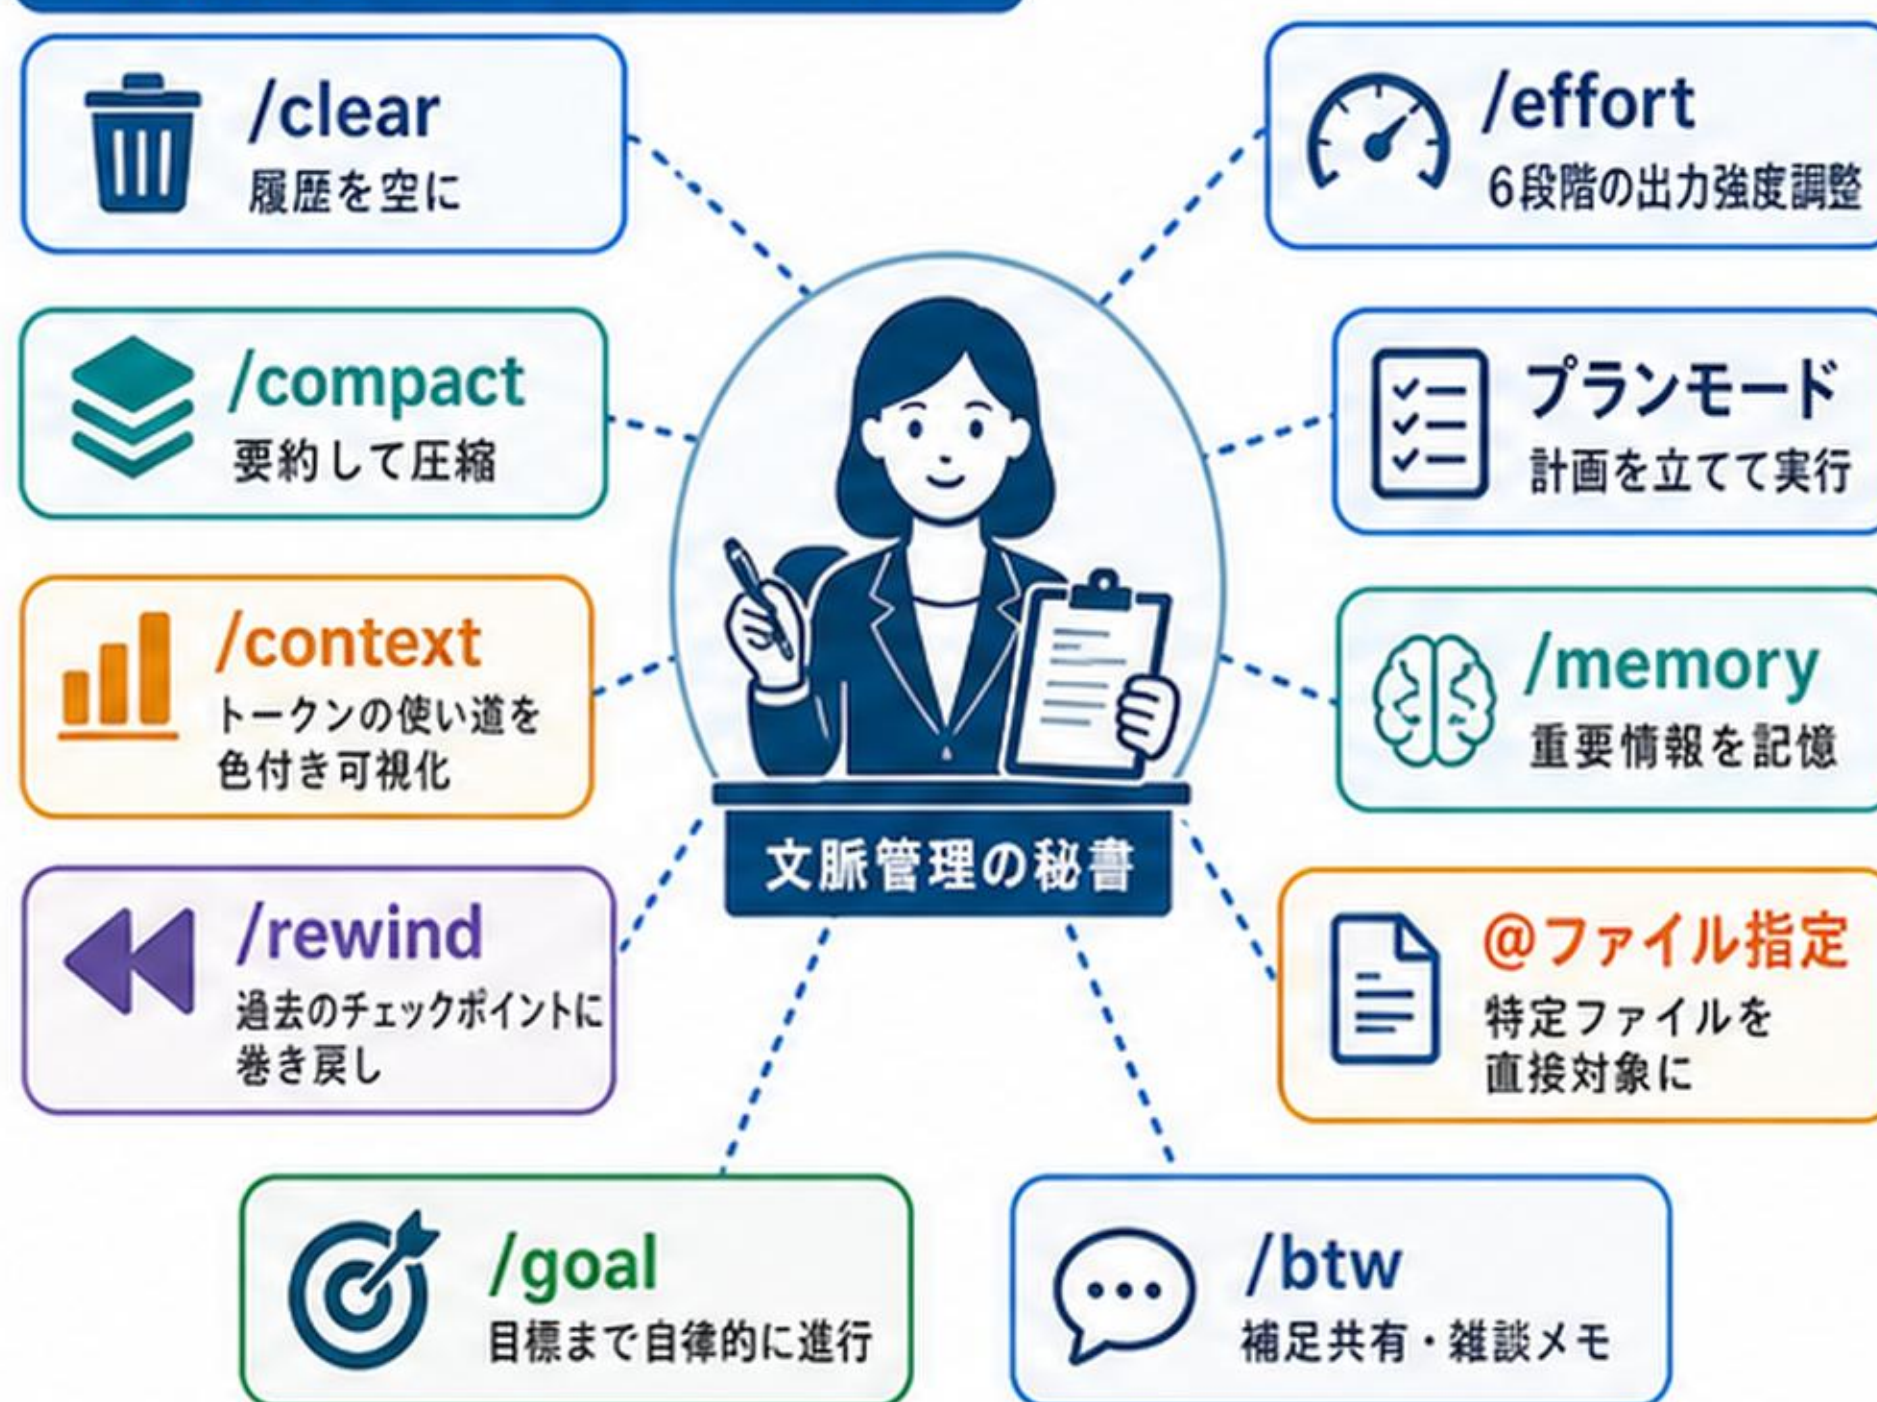 /clear
履歴を空に
/compact
要約して圧縮
/context
トークンの使い道を
色付き可視化
/rewind
過去のチェックポイントに
巻き戻し
/effort
6段階の出力強度調整
プランモード
計画を立てて実行
/memory
重要情報を記憶
@ファイル指定
特定ファイルを
直接対象に
文脈管理の秘書
/goal
目標まで自律的に進行
/btw
補足共有・雑談メモ